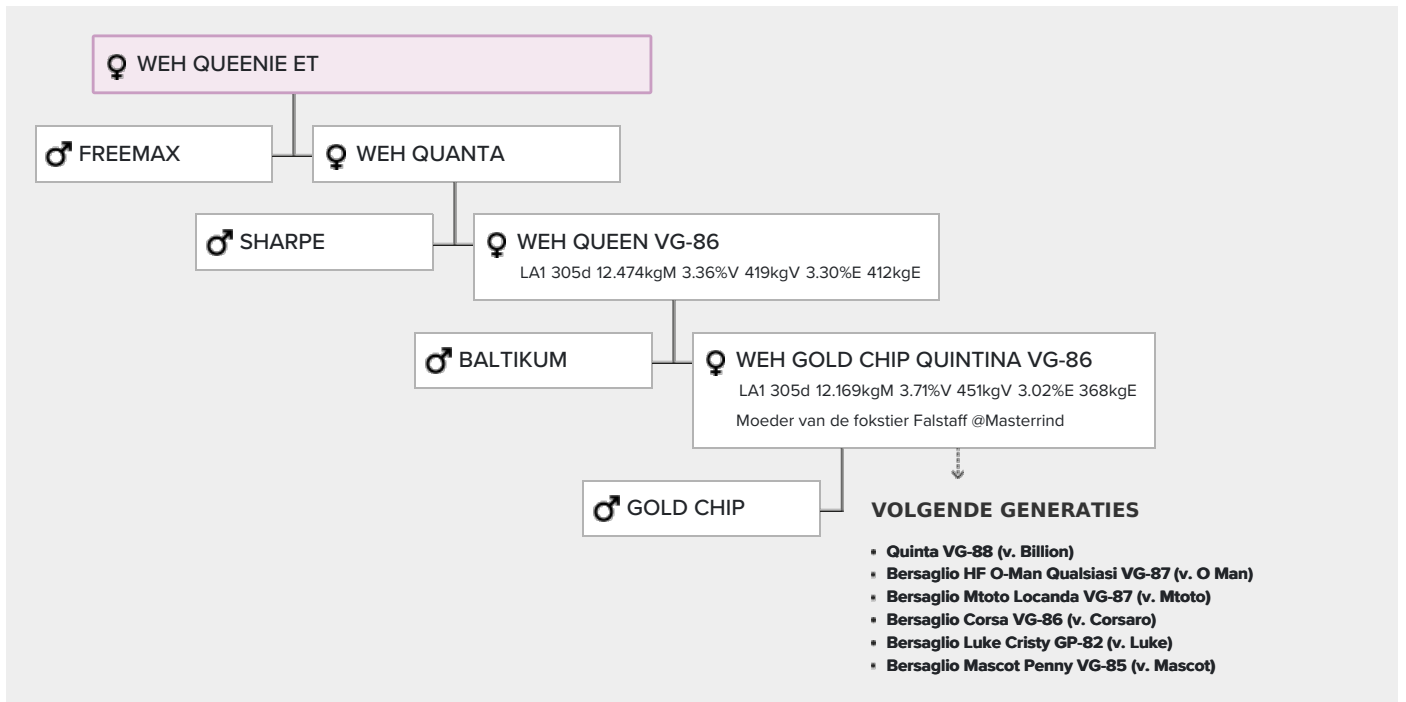 WEH QUEENIE ET
FREEMAX
WEH QUANTA
SHARPE
WEH QUEEN VG-86
LA1 305d 12.474kgM 3.36%V 419kgV 3.30%E 412kgE
BALTIKUM
WEH GOLD CHIP QUINTINA VG-86
LA1 305d 12.169kgM 3.71%V 451kgV 3.02%E 368kgE
Moeder van de fokstier Falstaff @Masterrind
GOLD CHIP
VOLGENDE GENERATIES
Quinta VG-88 (v. Billion)
Bersaglio HF O-Man Qualsiasi VG-87 (v. O Man)
Bersaglio Mtoto Locanda VG-87 (v. Mtoto)
Bersaglio Corsa VG-86 (v. Corsaro)
Bersaglio Luke Cristy GP-82 (v. Luke)
Bersaglio Mascot Penny VG-85 (v. Mascot)